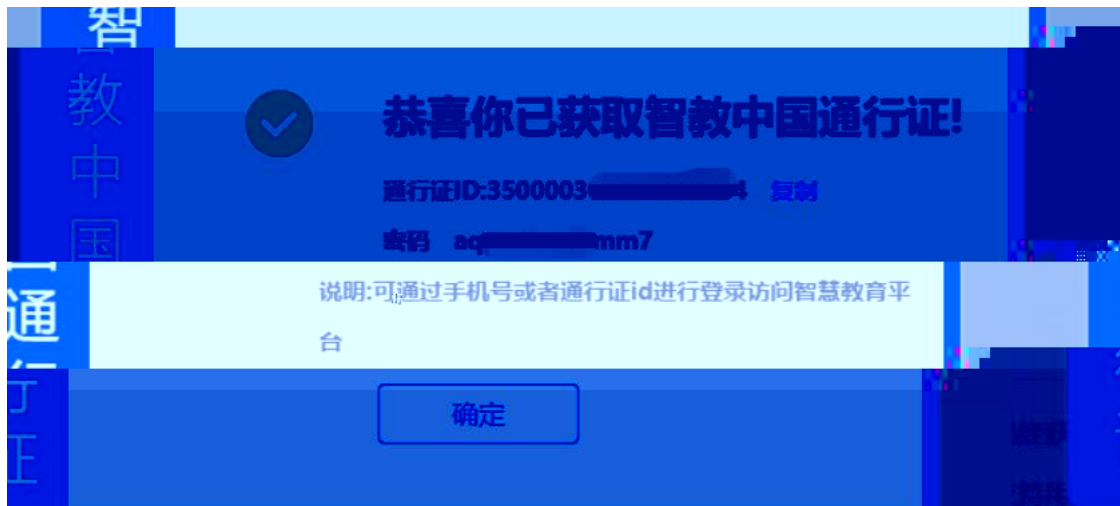 智教中国通行证
恭喜你已获取智教中国通行证!
通行证ID:3500003 4 复制
密码 aq mm7
说明:可通过手机号或者通行证id进行登录访问智慧教育平
台
确定